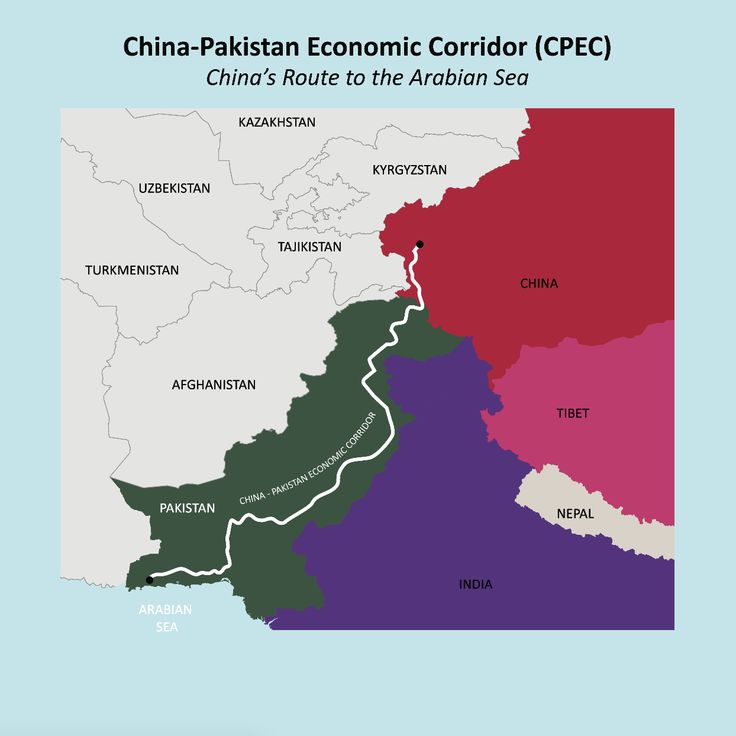 China-Pakistan Economic Corridor (CPEC)
China's Route to the Arabian Sea
KAZAKHSTAN
KYRGYZSTAN
UZBEKISTAN
TAJIKISTAN
TURKMENISTAN
CHINA
AFGHANISTAN
TIBET
CHINA - PAKISTAN ECONOMIC CORRIDOR
PAKISTAN
NEPAL
INDIA
ARABIAN
SEA